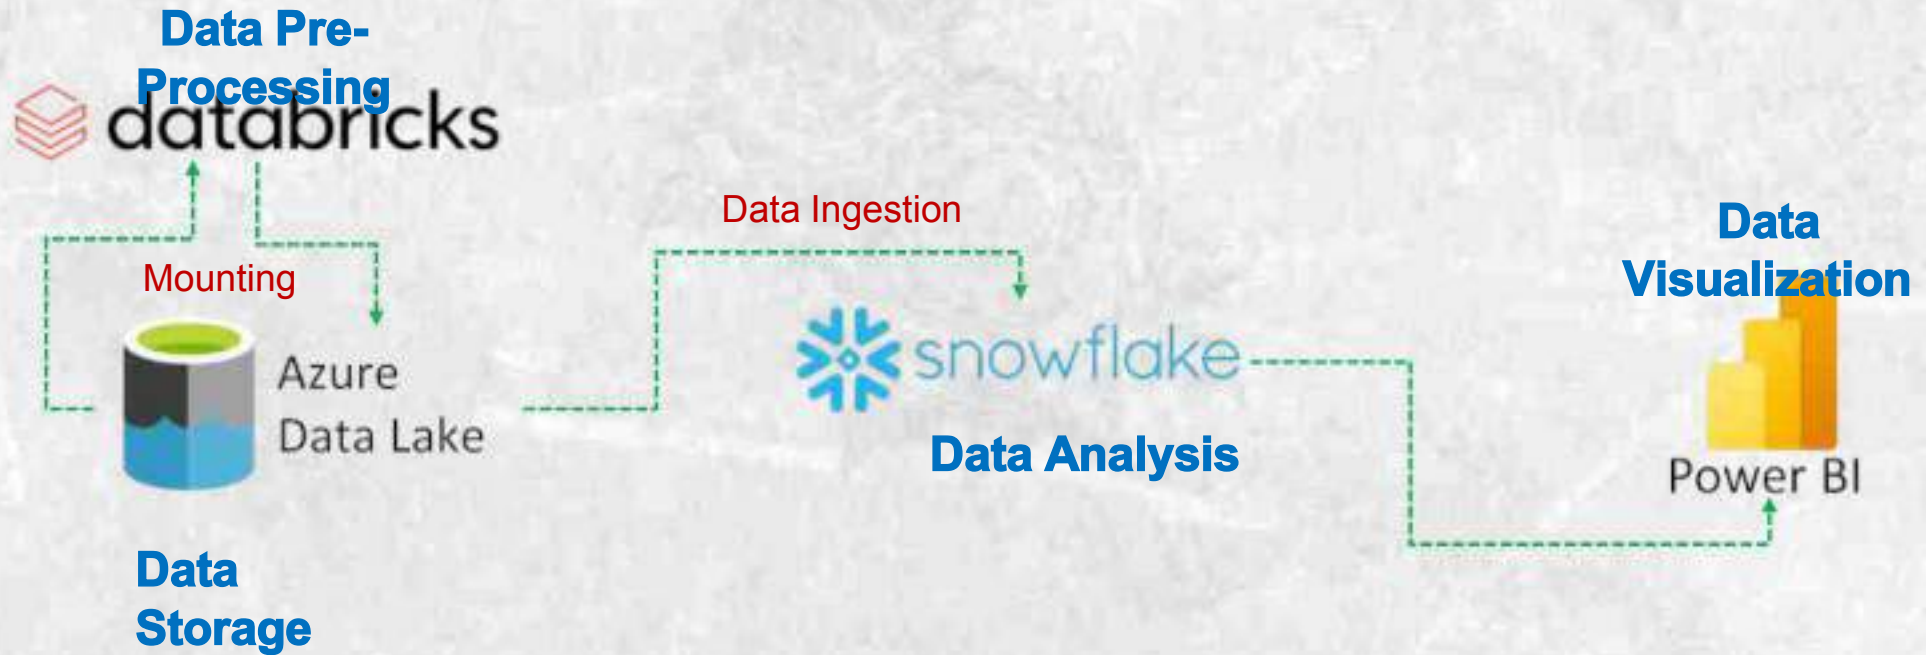 Data Pre-
Processing
databricks
Mounting
Azure
Data Lake
Data
Storage
Data Ingestion
snowflake
Data Analysis
Data
Visualization
Power BI